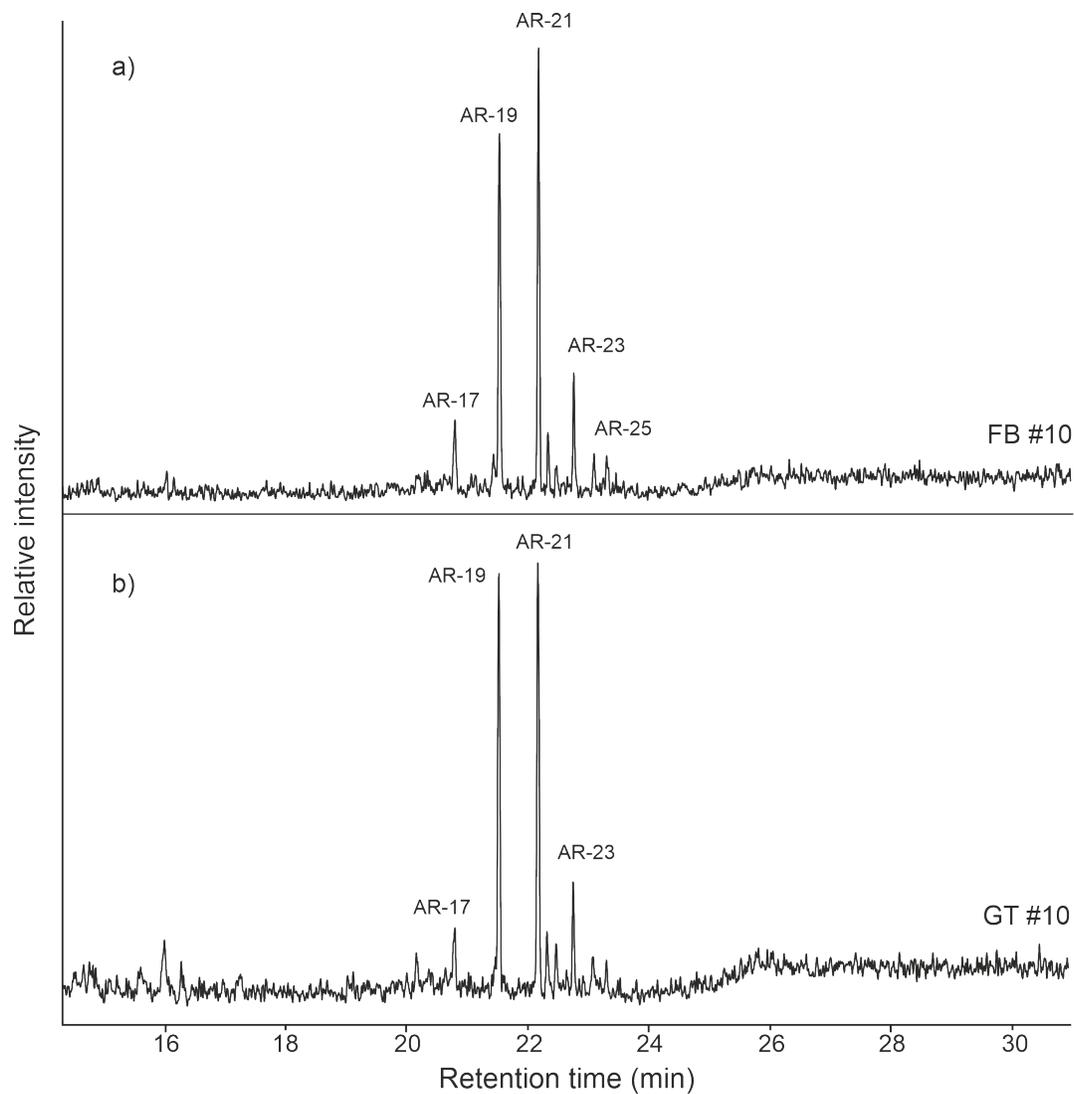 AR-21
a)
AR-19
AR-23
AR-17
AR-25
FB #10
Relative intensity
AR-21
AR-19
b)
AR-23
AR-17
GT #10
16 18 20 22 24 26 28 30
Retention time (min)